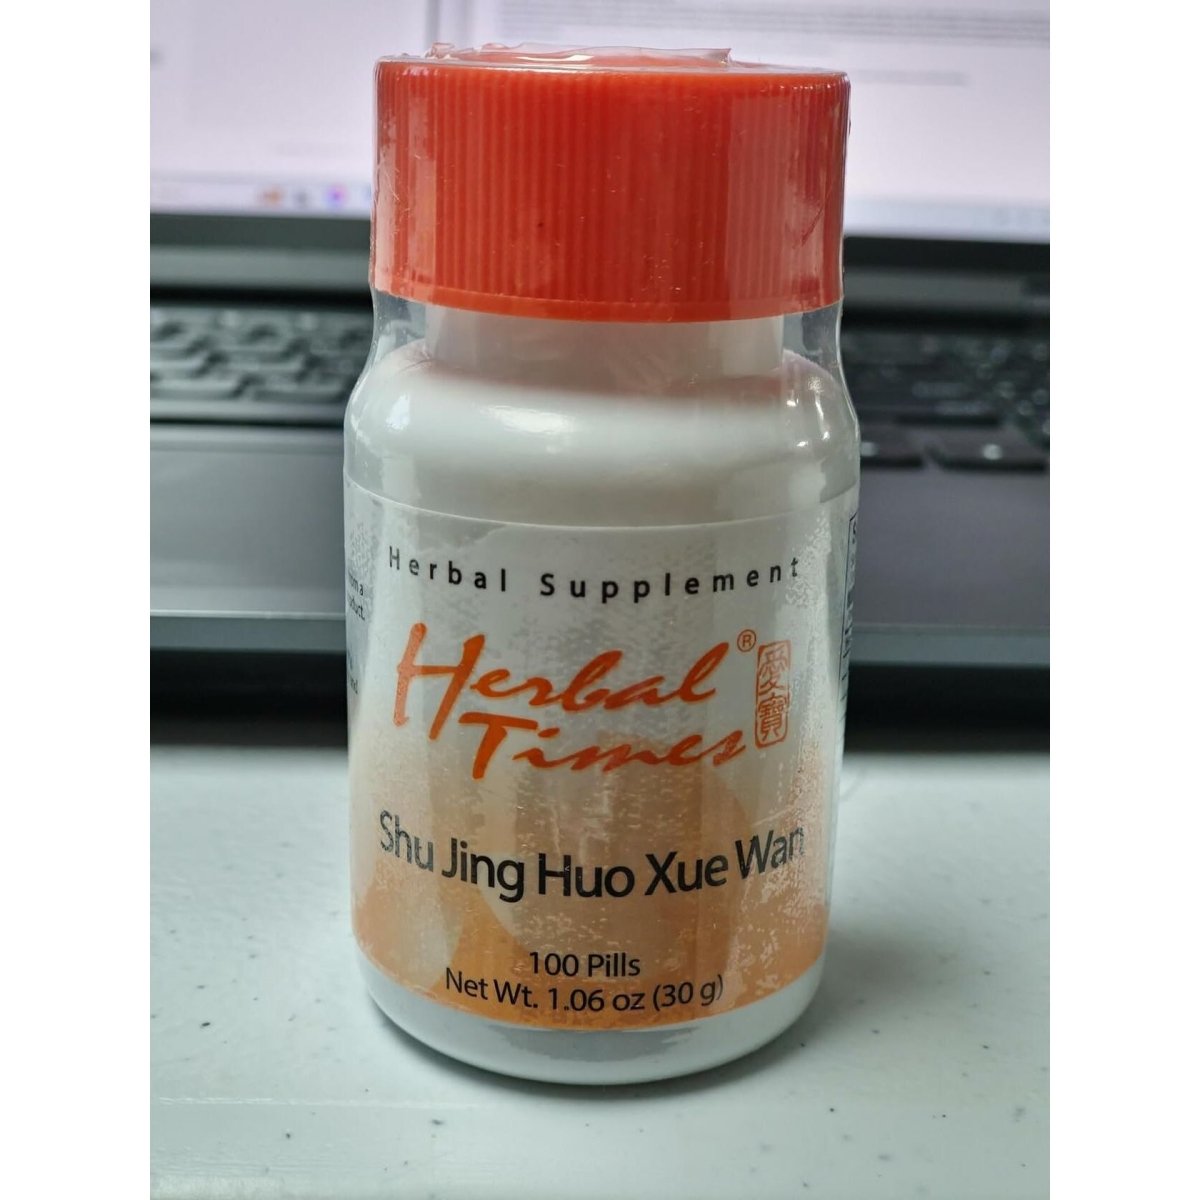 Herbal Supplement
Herbal
Times®
愛寶
Shu Jing Huo Xue Wan
100 Pills
Net Wt. 1.06 oz (30 g)